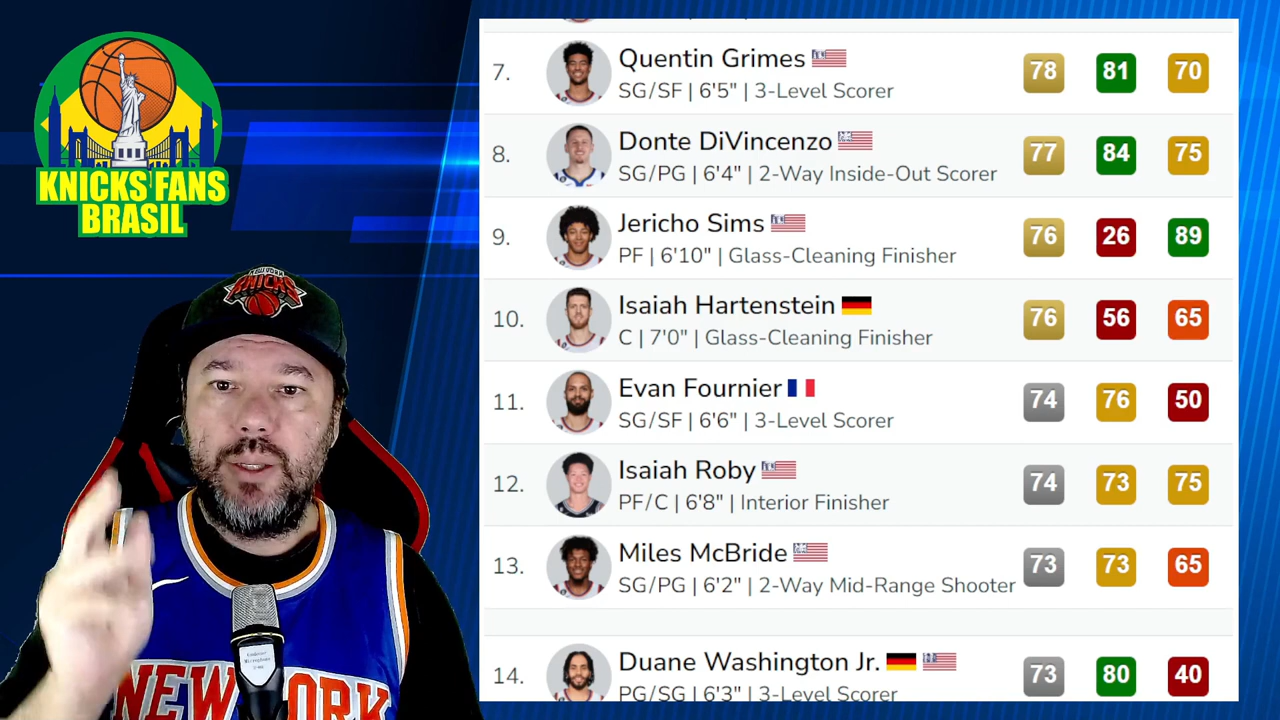 KNICKS FANS
BRASIL
NEW YORK
KNICKS
NEW YORK
7.
Quentin Grimes
SG/SF | 6'5" | 3-Level Scorer
78 81 70
8.
Donte DiVincenzo
SG/PG | 6'4" | 2-Way Inside-Out Scorer
77 84 75
9.
Jericho Sims
PF | 6'10" | Glass-Cleaning Finisher
76 26 89
10.
Isaiah Hartenstein
C | 7'0" | Glass-Cleaning Finisher
76 56 65
11.
Evan Fournier
SG/SF | 6'6" | 3-Level Scorer
74 76 50
12.
Isaiah Roby
PF/C | 6'8" | Interior Finisher
74 73 75
13.
Miles McBride
SG/PG | 6'2" | 2-Way Mid-Range Shooter
73 73 65
14.
Duane Washington Jr.
PG/SG | 6'3" | 3-Level Scorer
73 80 40